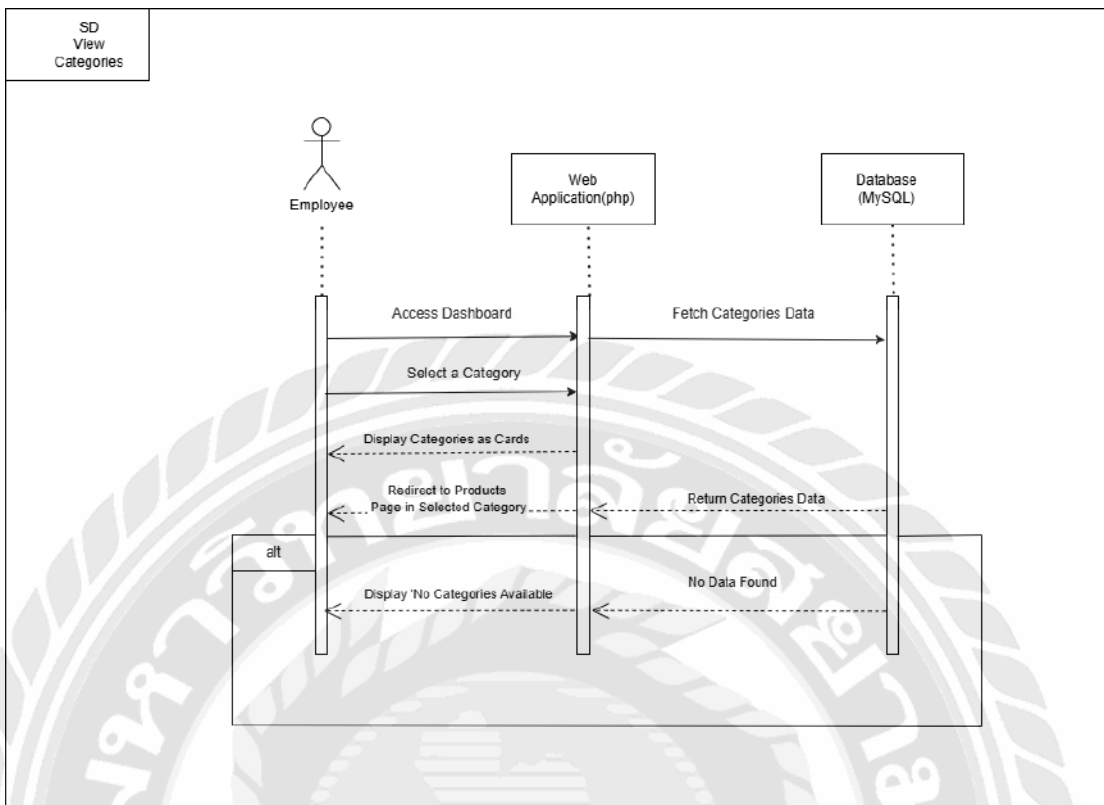 SD
View
Categories
Employee
Web
Application(php)
Database
(MySQL)
Access Dashboard
Fetch Categories Data
Select a Category
Display Categories as Cards
Redirect to Products
Page in Selected Category
Return Categories Data
alt
No Data Found
Display 'No Categories Available